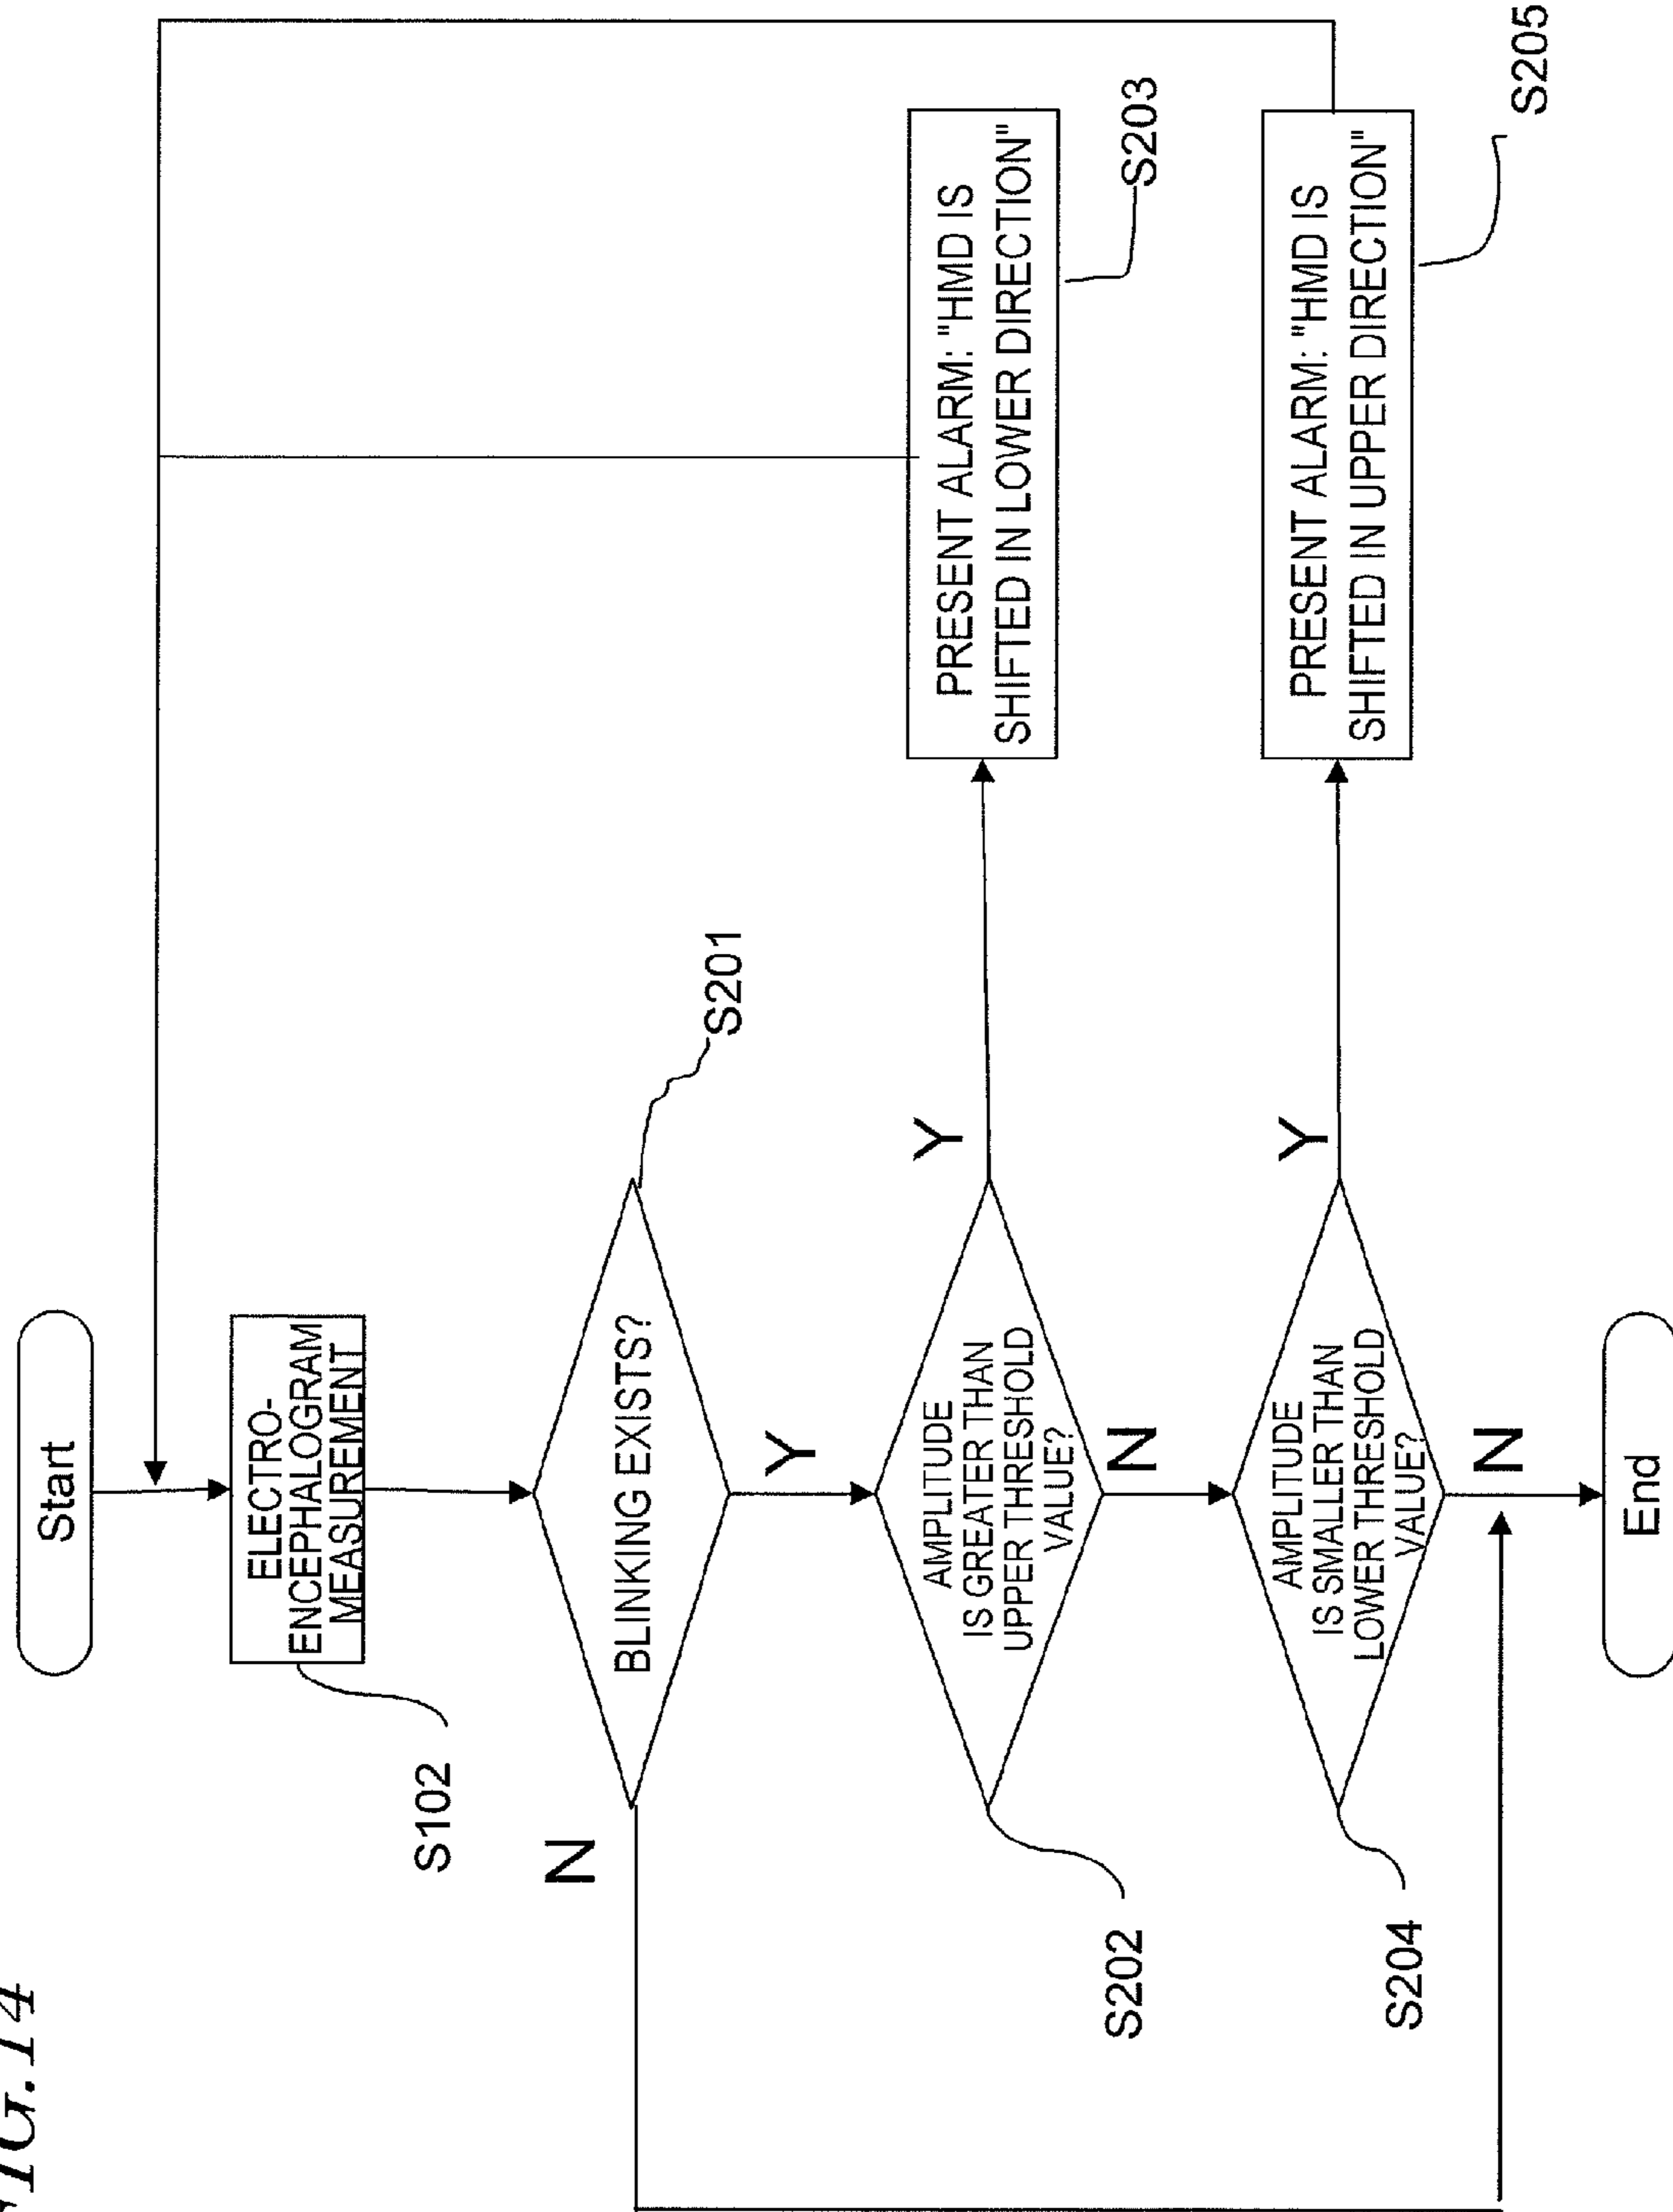 FIG.14
Start
ELECTRO-
ENCEPHALOGRAM
MEASUREMENT
S102
BLINKING EXISTS?
S201
N
Y
AMPLITUDE
IS GREATER THAN
UPPER THRESHOLD
VALUE?
S202
Y
N
PRESENT ALARM: "HMD IS
SHIFTED IN LOWER DIRECTION"
S203
AMPLITUDE
IS SMALLER THAN
LOWER THRESHOLD
VALUE?
S204
Y
N
PRESENT ALARM: "HMD IS
SHIFTED IN UPPER DIRECTION"
S205
End